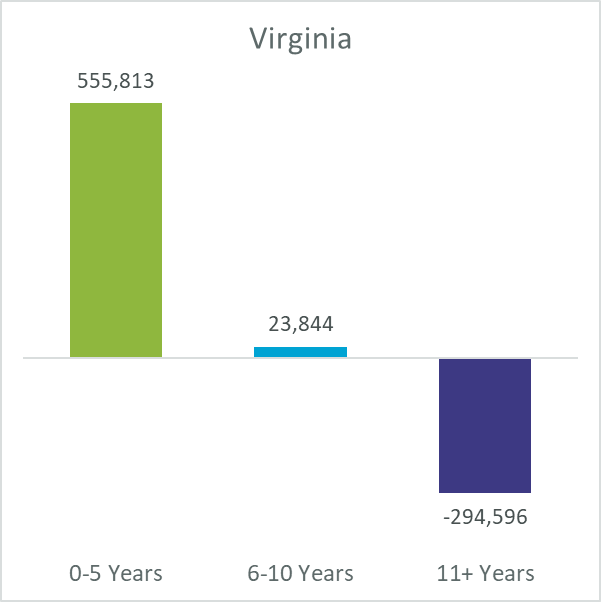 Virginia
555,813
23,844
-294,596
0-5 Years
6-10 Years
11+ Years